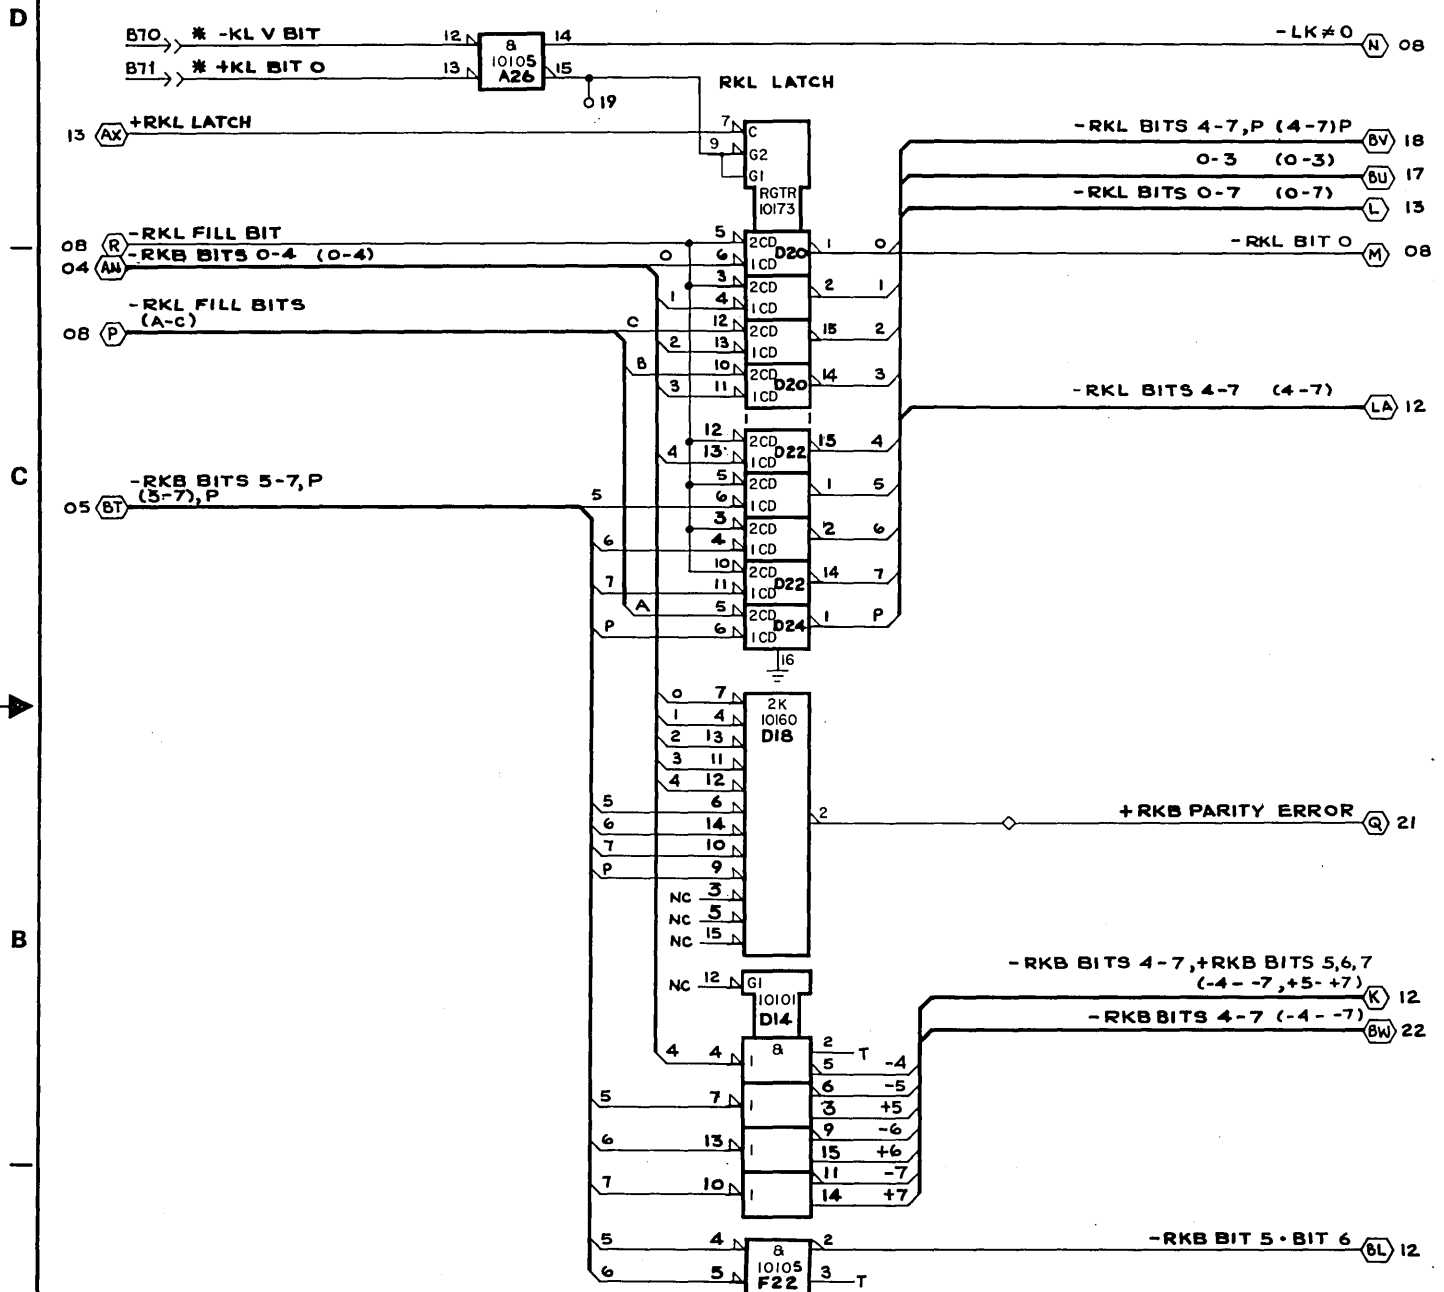 D
B70 * -KL V BIT 12 & 14 -LK≠0 N 08
B71 * +KL BIT 0 13 10105 A26 15
19
RKL LATCH
13 AX +RKL LATCH 7 C
9 G2
G1
RGTR
10173
-RKL BITS 4-7,P (4-7)P BV 18
0-3 (0-3) BU 17
-RKL BITS 0-7 (0-7) L 13
08 R -RKL FILL BIT 5 2CD D20 1 0 -RKL BIT 0 M 08
04 AN -RKB BITS 0-4 (0-4) 0 6 1CD
3 2CD 2 1
1 4 1CD
08 P -RKL FILL BITS
(A-C) C 12 2CD 15 2
2 13 1CD
B 10 2CD D20 14 3
3 11 1CD
-RKL BITS 4-7 (4-7) LA 12
12 2CD D22 15 4
4 13 1CD
C
5 2CD 1 5
05 BT -RKB BITS 5-7,P
(5-7),P 5 6 1CD
3 2CD 2 6
6 4 1CD
10 2CD D22 14 7
7 11 1CD
A 5 2CD D24 1 P
P 6 1CD
16
0 7 2K
1 4 10160
2 13 D18
3 11
4 12
5 6
6 14 2 +RKB PARITY ERROR Q 21
7 10
P 9
NC 3
NC 5
NC 15
B
NC 12 G1
10101
D14
-RKB BITS 4-7,+RKB BITS 5,6,7
(-4--7,+5-+7) K 12
-RKB BITS 4-7 (-4--7) BW 22
4 4 1 & 2 T
5 -4
5 7 1 6 -5
3 +5
6 13 1 9 -6
15 +6
7 10 1 11 -7
14 +7
5 4 & 2 -RKB BIT 5 · BIT 6 BL 12
10105
6 5 F22 3 T